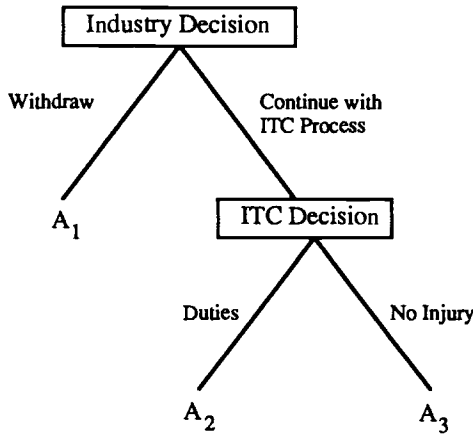 Industry Decision
Withdraw
Continue with
ITC Process
A1
ITC Decision
Duties
No Injury
A2
A3